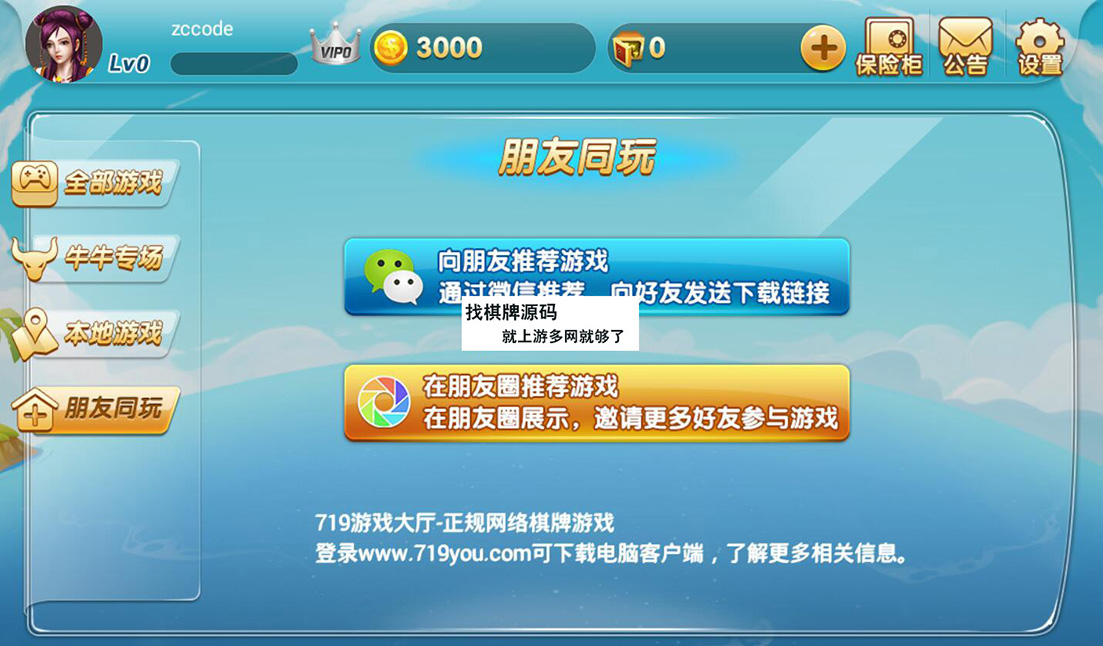 zccode
Lv0
VIP0
3000
0
保险柜
公告
设置
朋友同玩
全部游戏
牛牛专场
本地游戏
朋友同玩
向朋友推荐游戏
通过微信推荐，向好友发送下载链接
找棋牌源码
就上游多网就够了
在朋友圈推荐游戏
在朋友圈展示，邀请更多好友参与游戏
719游戏大厅-正规网络棋牌游戏
登录www.719you.com可下载电脑客户端，了解更多相关信息。